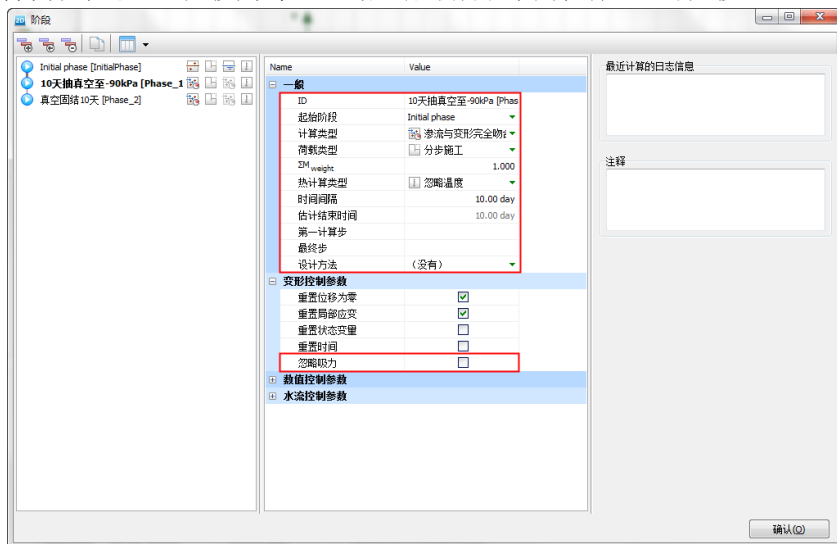 阶段
Initial phase [InitialPhase]
10天抽真空至-90kPa [Phase_1
真空固结10天 [Phase_2]
Name Value
一般
ID 10天抽真空至-90kPa [Phas
起始阶段 Initial phase
计算类型 渗流与变形完全吻合
荷载类型 分步施工
ΣM weight 1.000
热计算类型 忽略温度
时间间隔 10.00 day
估计结束时间 10.00 day
第一计算步
最终步
设计方法 (没有)
变形控制参数
重置位移为零
重置局部应变
重置状态变量
重置时间
忽略吸力
数值控制参数
水流控制参数
最近计算的日志信息
注释
确认(O)